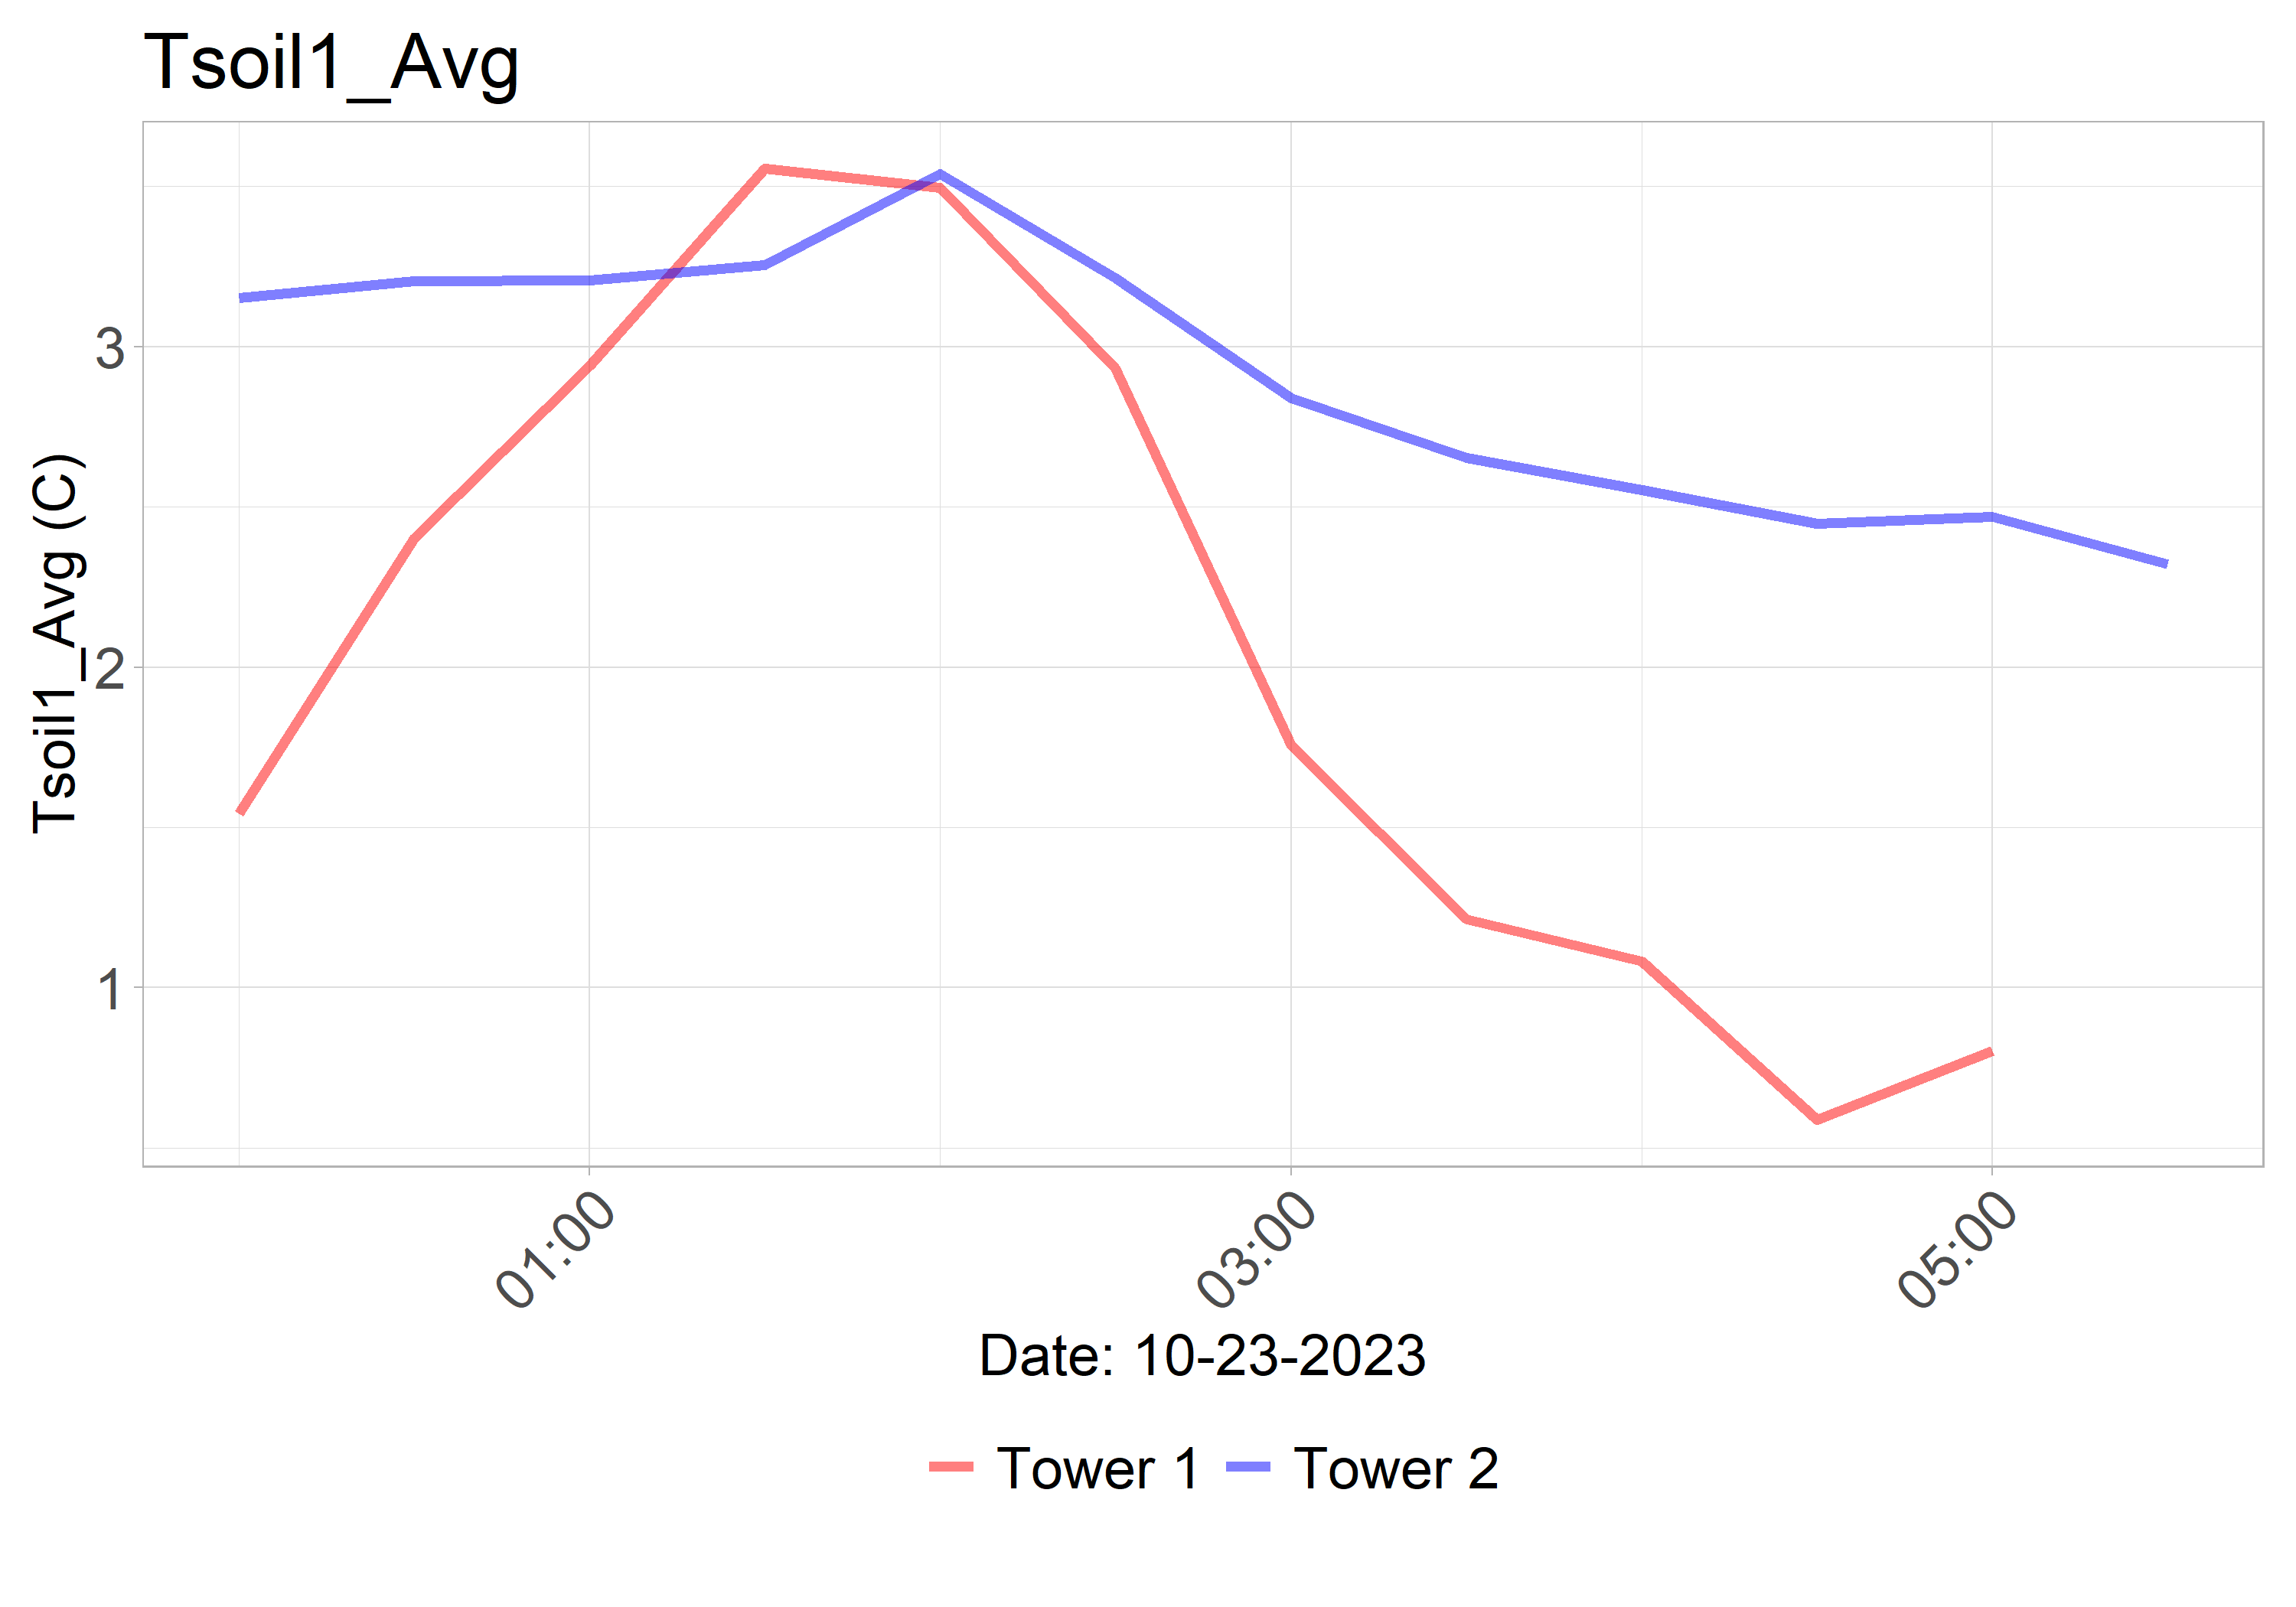 Tsoil1_Avg
Tsoil1_Avg (C)
3
2
1
01:00
03:00
05:00
Date: 10-23-2023
Tower 1
Tower 2